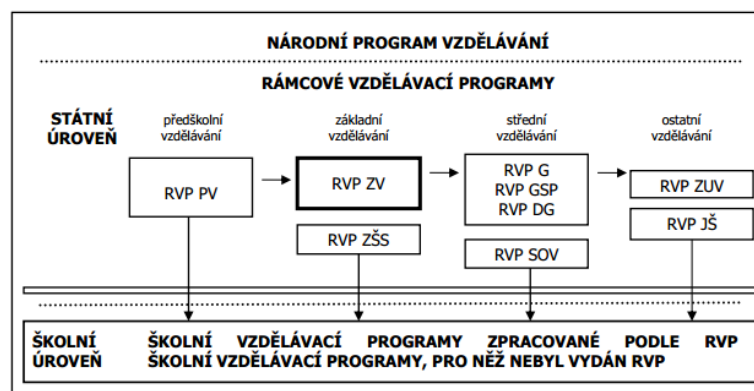 NÁRODNÍ PROGRAM VZDĚLÁVÁNÍ
RÁMCOVÉ VZDĚLÁVACÍ PROGRAMY
STÁTNÍ
ÚROVEŇ
předškolní
vzdělávání
základní
vzdělávání
střední
vzdělávání
ostatní
vzdělávání
RVP PV
RVP ZV
RVP G
RVP GSP
RVP DG
RVP ZUV
RVP ZŠS
RVP SOV
RVP JŠ
ŠKOLNÍ
ÚROVEŇ
ŠKOLNÍ VZDĚLÁVACÍ PROGRAMY ZPRACOVANÉ PODLE RVP
ŠKOLNÍ VZDĚLÁVACÍ PROGRAMY, PRO NĚŽ NEBYL VYDÁN RVP